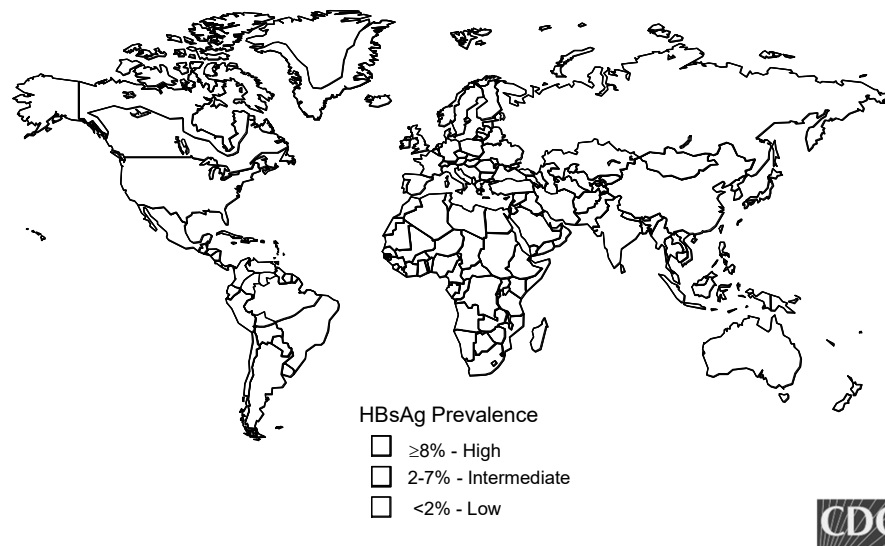 HBsAg Prevalence
≥8% - High
2-7% - Intermediate
<2% - Low
CDC